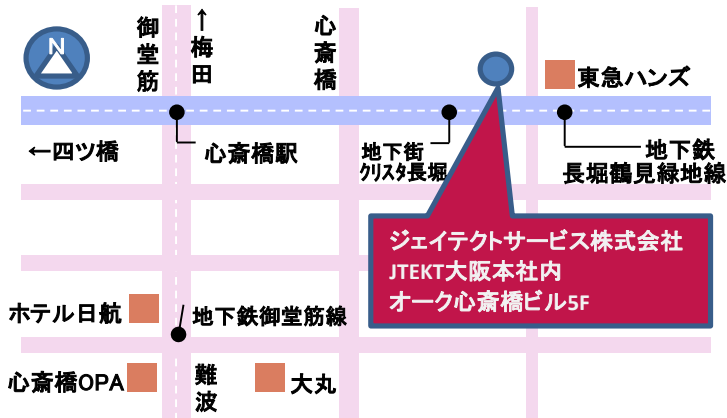 N
御堂筋
↑
梅田
心斎橋
東急ハンズ
←四ツ橋
心斎橋駅
地下街
クリスタ長堀
地下鉄
長堀鶴見緑地線
ジェイテクトサービス株式会社
JTEKT大阪本社内
オーク心斎橋ビル5F
ホテル日航
地下鉄御堂筋線
心斎橋OPA
難波
大丸